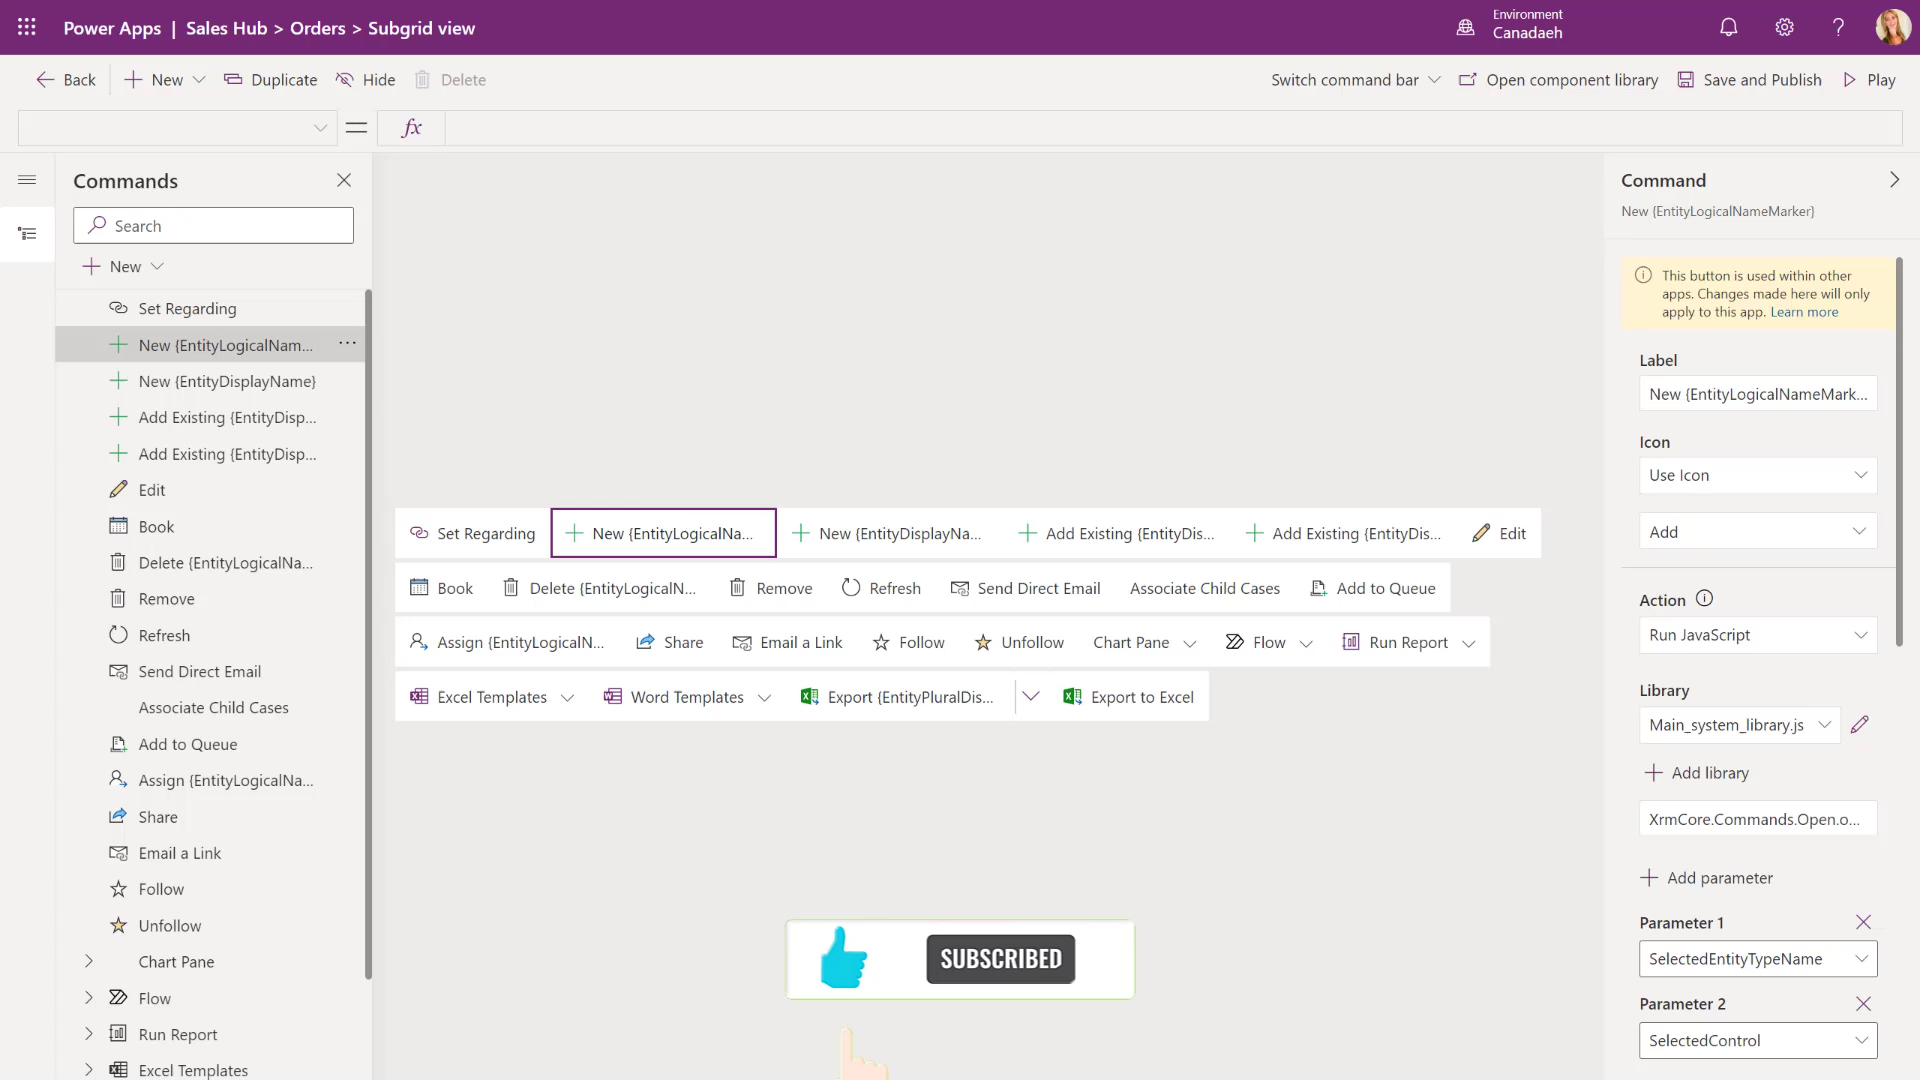 Power Apps | Sales Hub > Orders > Subgrid view
Environment
Canadaeh
?
Back
New
Duplicate
Hide
Delete
Switch command bar
Open component library
Save and Publish
Play
fx
Commands
Search
New
Set Regarding
New {EntityLogicalNam...
New {EntityDisplayName}
Add Existing {EntityDisp...
Add Existing {EntityDisp...
Edit
Book
Delete {EntityLogicalNa...
Remove
Refresh
Send Direct Email
Associate Child Cases
Add to Queue
Assign {EntityLogicalNa...
Share
Email a Link
Follow
Unfollow
Chart Pane
Flow
Run Report
Excel Templates
Set Regarding
New {EntityLogicalNa...
New {EntityDisplayNa...
Add Existing {EntityDis...
Add Existing {EntityDis...
Edit
Book
Delete {EntityLogicalN...
Remove
Refresh
Send Direct Email
Associate Child Cases
Add to Queue
Assign {EntityLogicalN...
Share
Email a Link
Follow
Unfollow
Chart Pane
Flow
Run Report
Excel Templates
Word Templates
Export {EntityPluralDis...
Export to Excel
SUBSCRIBED
Command
New {EntityLogicalNameMarker}
This button is used within other
apps. Changes made here will only
apply to this app. Learn more
Label
New {EntityLogicalNameMark...
Icon
Use Icon
Add
Action
Run JavaScript
Library
Main_system_library.js
Add library
XrmCore.Commands.Open.o...
Add parameter
Parameter 1
SelectedEntityTypeName
Parameter 2
SelectedControl